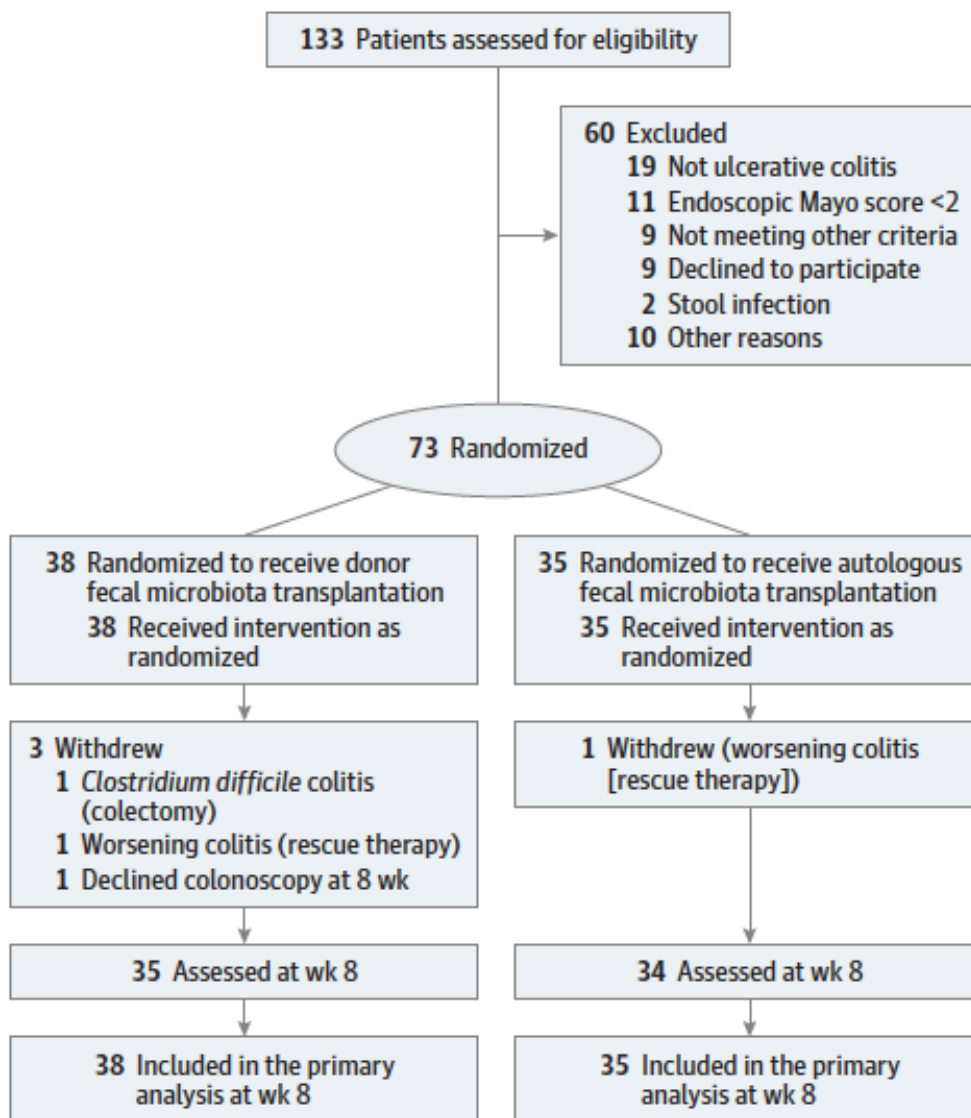 133 Patients assessed for eligibility
60 Excluded
19 Not ulcerative colitis
11 Endoscopic Mayo score <2
9 Not meeting other criteria
9 Declined to participate
2 Stool infection
10 Other reasons
73 Randomized
38 Randomized to receive donor
fecal microbiota transplantation
38 Received intervention as
randomized
35 Randomized to receive autologous
fecal microbiota transplantation
35 Received intervention as
randomized
3 Withdrew
1 Clostridium difficile colitis
(colectomy)
1 Worsening colitis (rescue therapy)
1 Declined colonoscopy at 8 wk
1 Withdrew (worsening colitis
[rescue therapy])
35 Assessed at wk 8
34 Assessed at wk 8
38 Included in the primary
analysis at wk 8
35 Included in the primary
analysis at wk 8